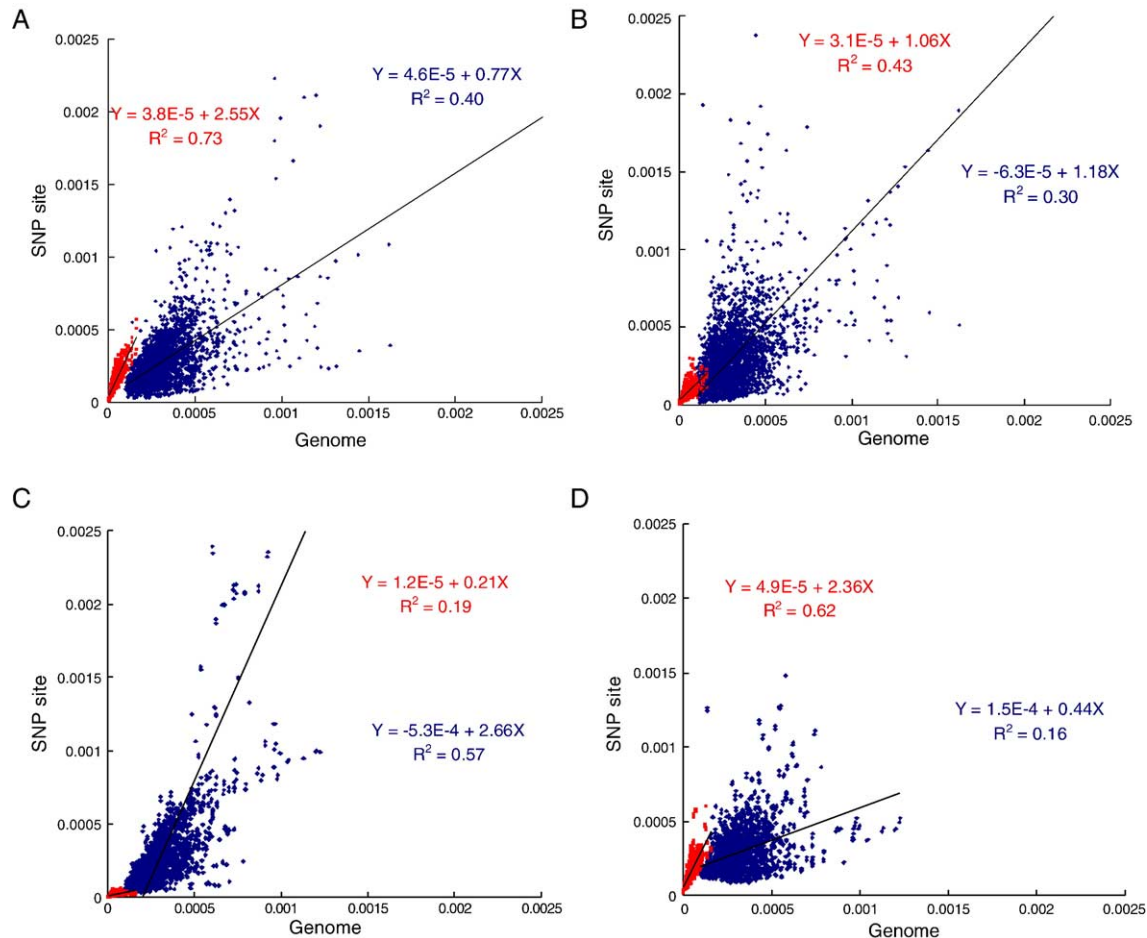 A
0.0025
0.002
0.0015
0.001
0.0005
0
SNP site
Y = 3.8E-5 + 2.55X
R² = 0.73
Y = 4.6E-5 + 0.77X
R² = 0.40
0 0.0005 0.001 0.0015 0.002 0.0025
Genome
B
0.0025
0.002
0.0015
0.001
0.0005
0
SNP site
Y = 3.1E-5 + 1.06X
R² = 0.43
Y = -6.3E-5 + 1.18X
R² = 0.30
0 0.0005 0.001 0.0015 0.002 0.0025
Genome
C
0.0025
0.002
0.0015
0.001
0.0005
0
SNP site
Y = 1.2E-5 + 0.21X
R² = 0.19
Y = -5.3E-4 + 2.66X
R² = 0.57
0 0.0005 0.001 0.0015 0.002 0.0025
Genome
D
0.0025
0.002
0.0015
0.001
0.0005
0
SNP site
Y = 4.9E-5 + 2.36X
R² = 0.62
Y = 1.5E-4 + 0.44X
R² = 0.16
0 0.0005 0.001 0.0015 0.002 0.0025
Genome